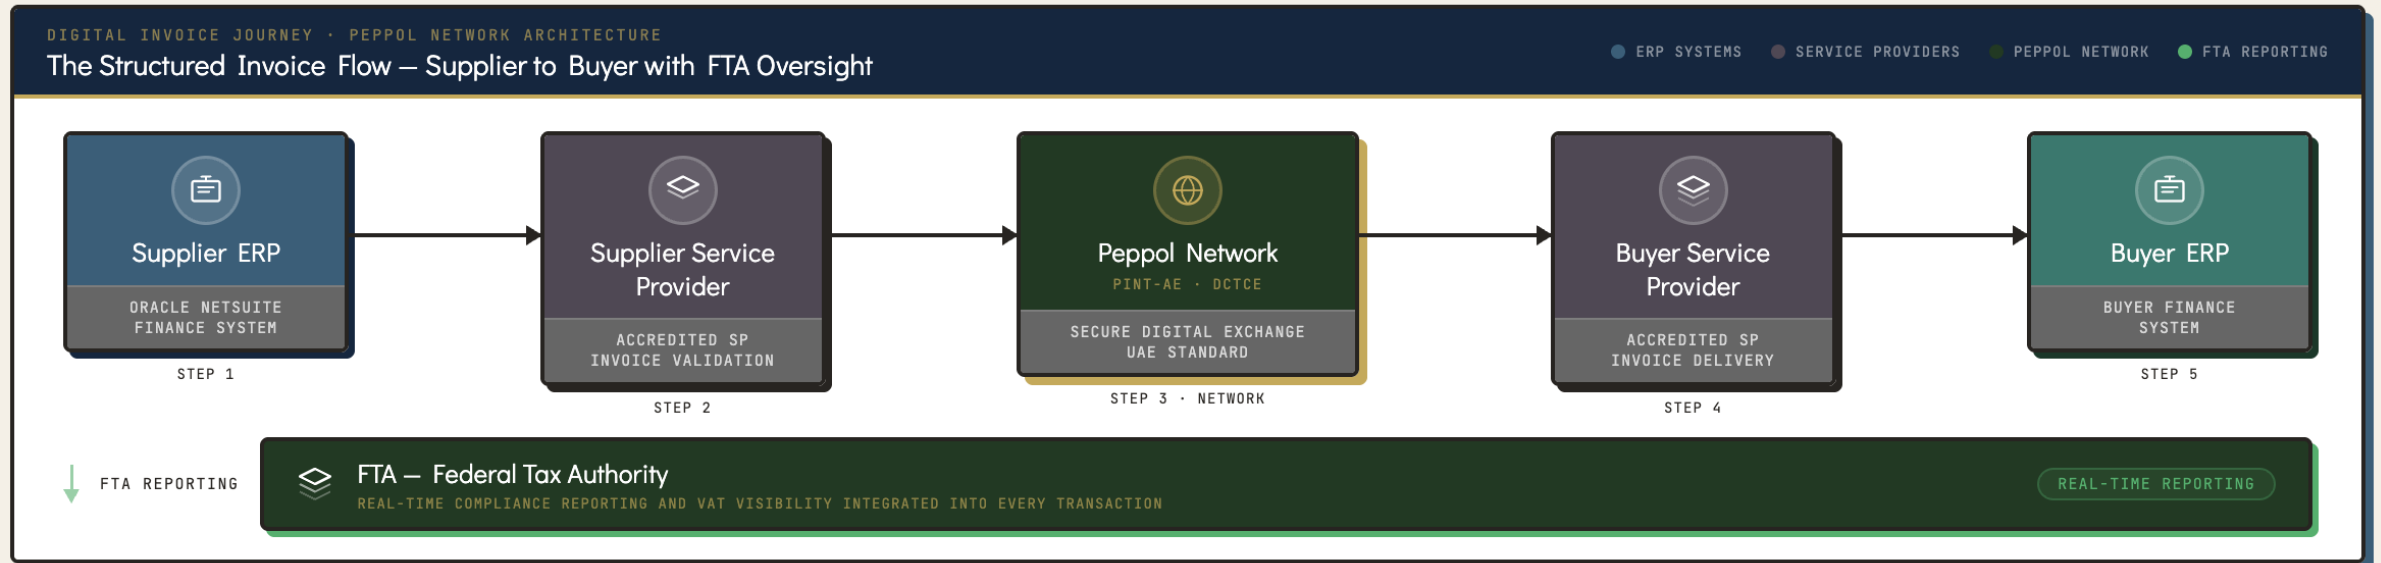 DIGITAL INVOICE JOURNEY · PEPPOL NETWORK ARCHITECTURE
The Structured Invoice Flow — Supplier to Buyer with FTA Oversight
ERP SYSTEMS
SERVICE PROVIDERS
PEPPOL NETWORK
FTA REPORTING
Supplier ERP
ORACLE NETSUITE
FINANCE SYSTEM
STEP 1
Supplier Service
Provider
ACCREDITED SP
INVOICE VALIDATION
STEP 2
Peppol Network
PINT-AE · DCTCE
SECURE DIGITAL EXCHANGE
UAE STANDARD
STEP 3 · NETWORK
Buyer Service
Provider
ACCREDITED SP
INVOICE DELIVERY
STEP 4
Buyer ERP
BUYER FINANCE
SYSTEM
STEP 5
FTA REPORTING
FTA — Federal Tax Authority
REAL-TIME COMPLIANCE REPORTING AND VAT VISIBILITY INTEGRATED INTO EVERY TRANSACTION
REAL-TIME REPORTING